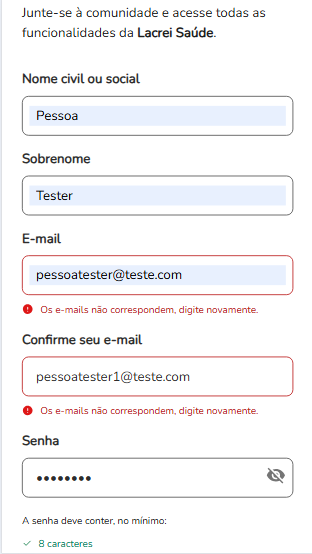 Junte-se à comunidade e acesse todas as
funcionalidades da Lacrei Saúde.
Nome civil ou social
Pessoa
Sobrenome
Tester
E-mail
pessoatester@teste.com
Os e-mails não correspondem, digite novamente.
Confirme seu e-mail
pessoatester1@teste.com
Os e-mails não correspondem, digite novamente.
Senha
••••••••
A senha deve conter, no mínimo:
8 caracteres